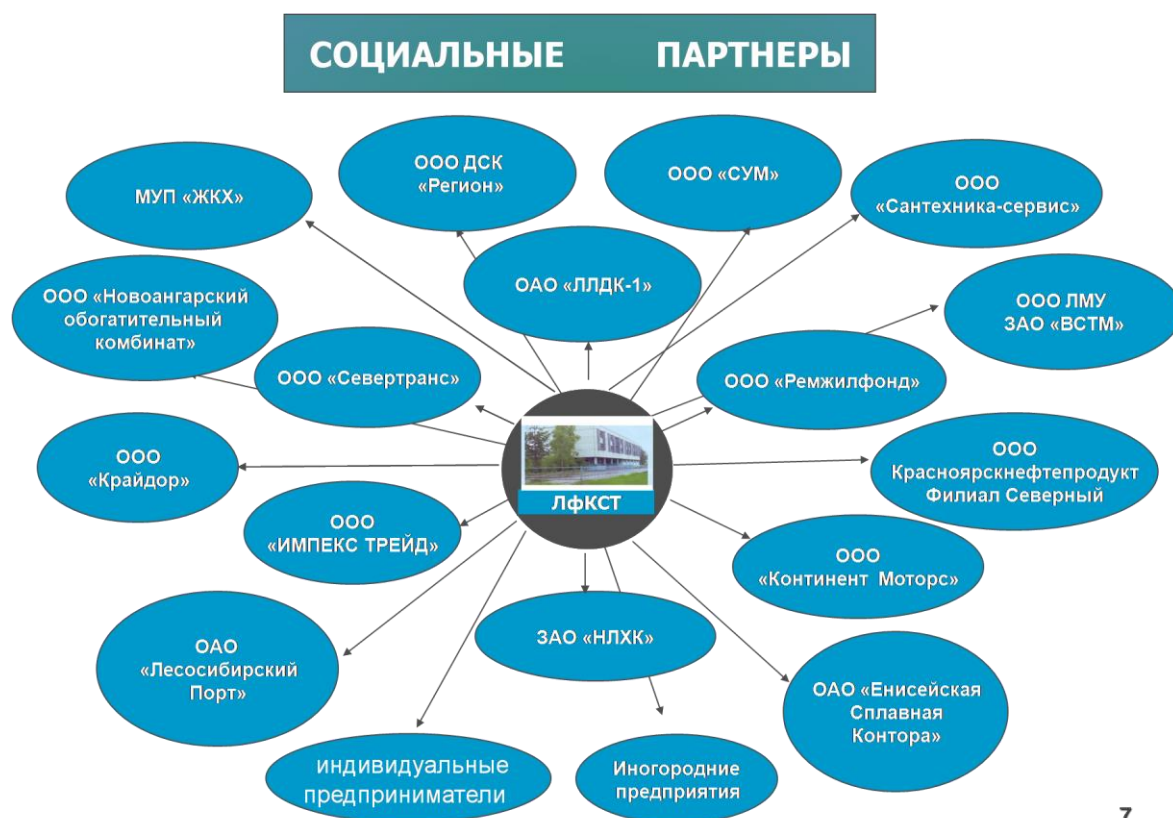 СОЦИАЛЬНЫЕ ПАРТНЕРЫ
МУП «ЖКХ»
ООО ДСК
«Регион»
ООО «СУМ»
ООО
«Сантехника-сервис»
ОАО «ЛЛДК-1»
ООО «Новоангарский
обогатительный
комбинат»
ООО ЛМУ
ЗАО «ВСТМ»
ООО «Севертранс»
ООО «Ремжилфонд»
ООО
«Крайдор»
ЛфКСТ
ООО
Красноярскнефтепродукт
Филиал Северный
ООО
«ИМПЕКС ТРЕЙД»
ООО
«Континент Моторс»
ОАО
«Лесосибирский
Порт»
ЗАО «НЛХК»
ОАО «Енисейская
Сплавная
Контора»
индивидуальные
предприниматели
Иногородние
предприятия
7